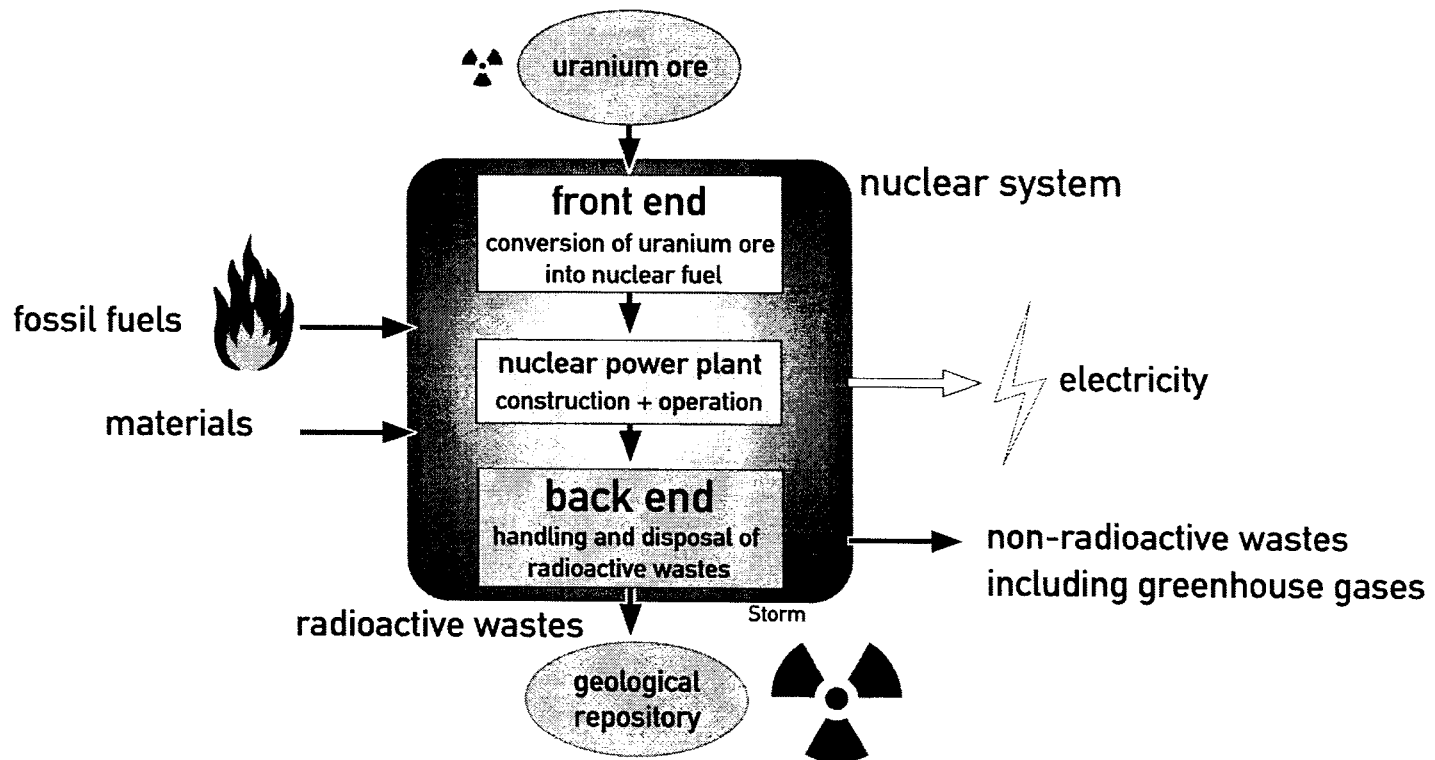 uranium ore
nuclear system
front end
conversion of uranium ore
into nuclear fuel
fossil fuels
nuclear power plant
construction + operation
electricity
materials
back end
handling and disposal of
radioactive wastes
non-radioactive wastes
including greenhouse gases
Storm
radioactive wastes
geological
repository